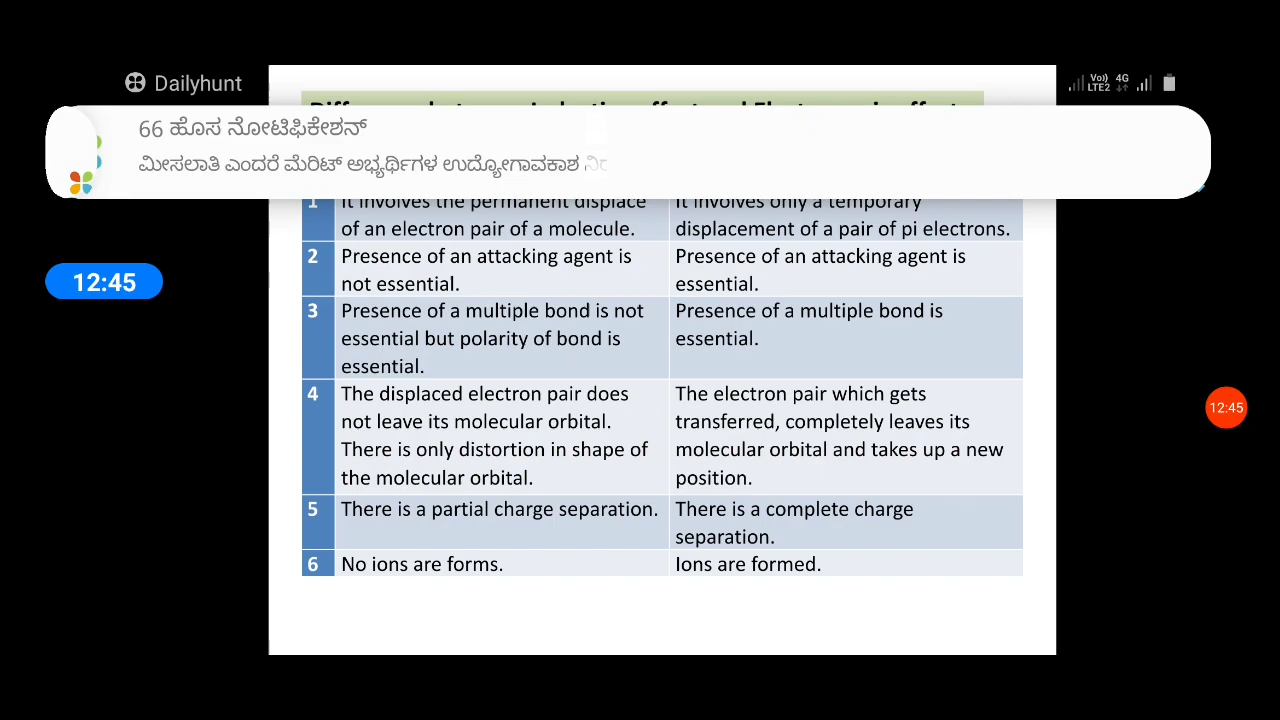 Dailyhunt
Vo)) 4G
LTE2
66 ಹೊಸ ನೋಟಿಫಿಕೇಶನ್
ಮೀಸಲಾತಿ ಎಂದರೆ ಮೆರಿಟ್ ಅಭ್ಯರ್ಥಿಗಳ ಉದ್ಯೋಗಾವಕಾಶ
1 It involves the permanent displace It involves only a temporary
of an electron pair of a molecule. displacement of a pair of pi electrons.
2 Presence of an attacking agent is Presence of an attacking agent is
not essential. essential.
12:45
3 Presence of a multiple bond is not Presence of a multiple bond is
essential but polarity of bond is essential.
essential.
4 The displaced electron pair does The electron pair which gets
not leave its molecular orbital. transferred, completely leaves its
There is only distortion in shape of molecular orbital and takes up a new
the molecular orbital. position.
12:45
5 There is a partial charge separation. There is a complete charge
separation.
6 No ions are forms. Ions are formed.